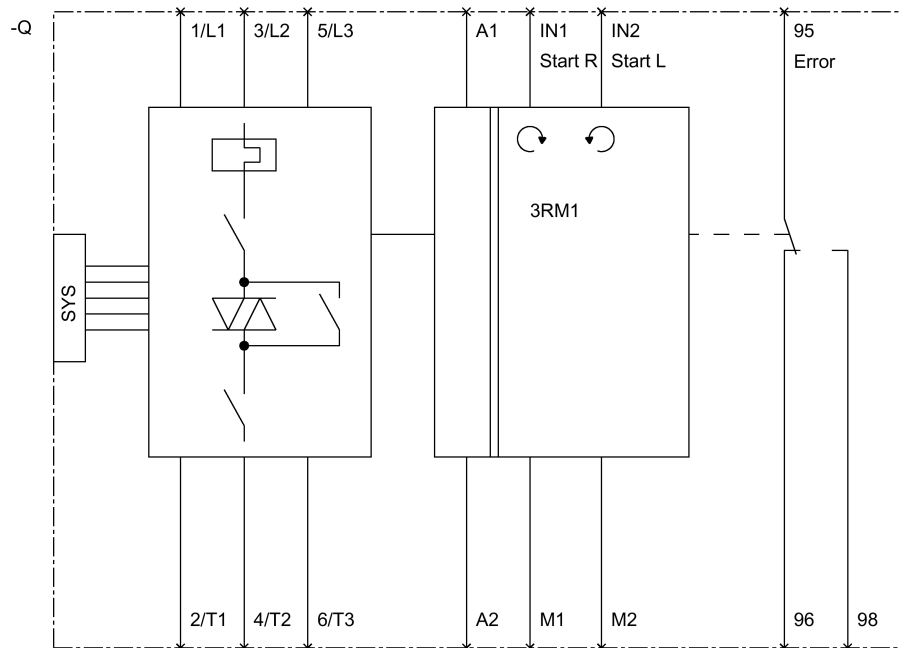 -Q
1/L1 3/L2 5/L3 A1 IN1 IN2 95
Start R Start L Error
3RM1
SYS
2/T1 4/T2 6/T3 A2 M1 M2 96 98